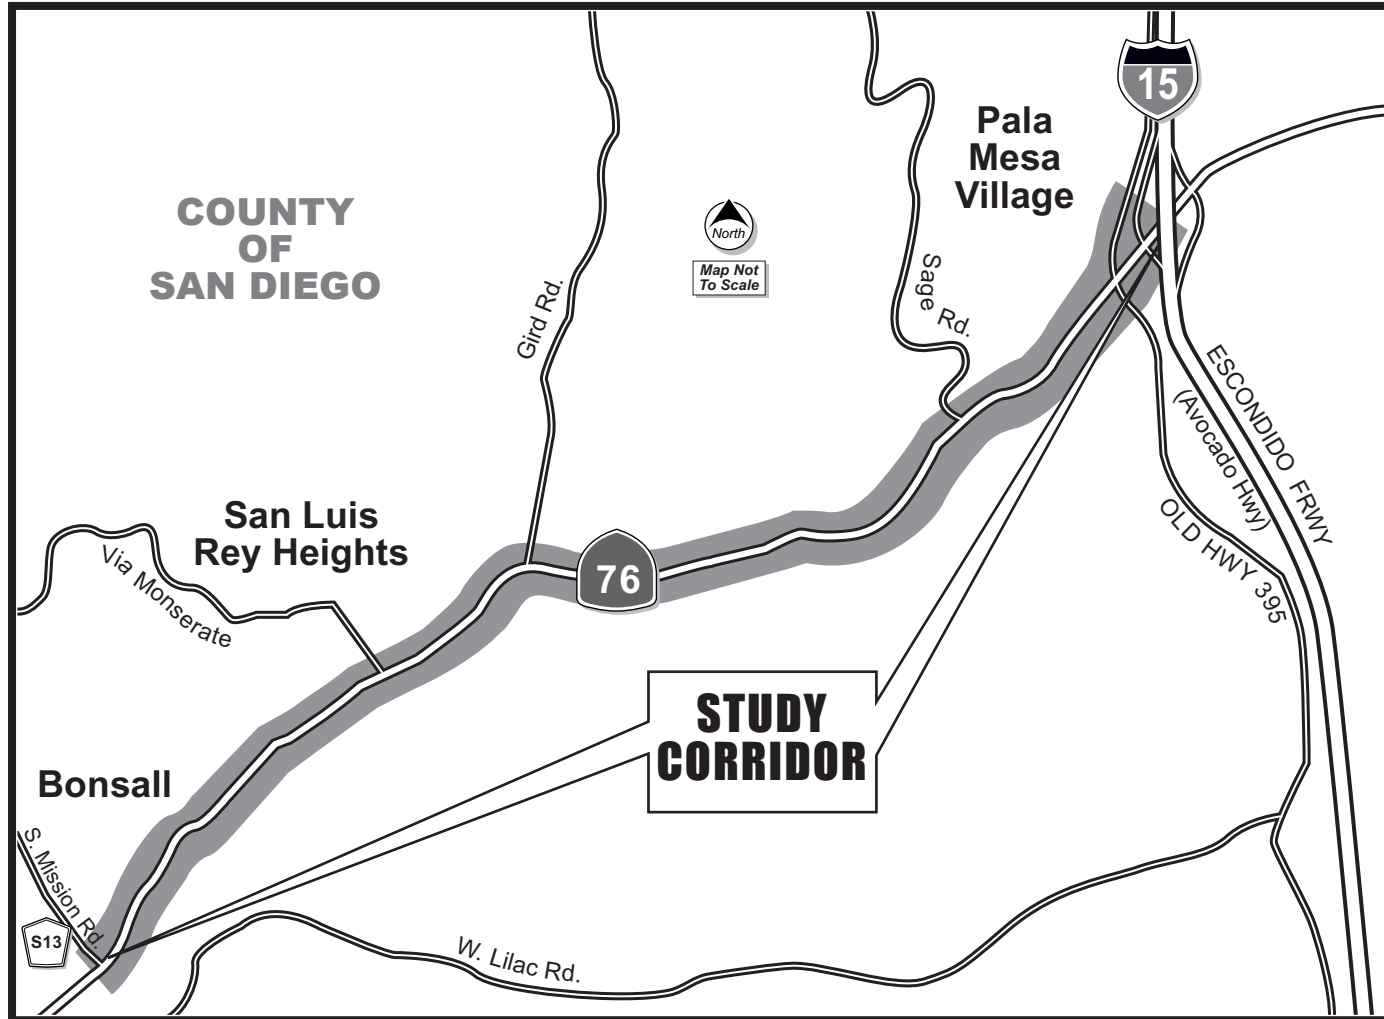 15
Pala
Mesa
Village
COUNTY
OF
SAN DIEGO
North
Map Not
To Scale
Sage Rd.
Gird Rd.
ESCONDIDO FRWY
(Avocado Hwy)
OLD HWY 395
San Luis
Rey Heights
Via Monserate
76
STUDY
CORRIDOR
Bonsall
S. Mission Rd.
S13
W. Lilac Rd.